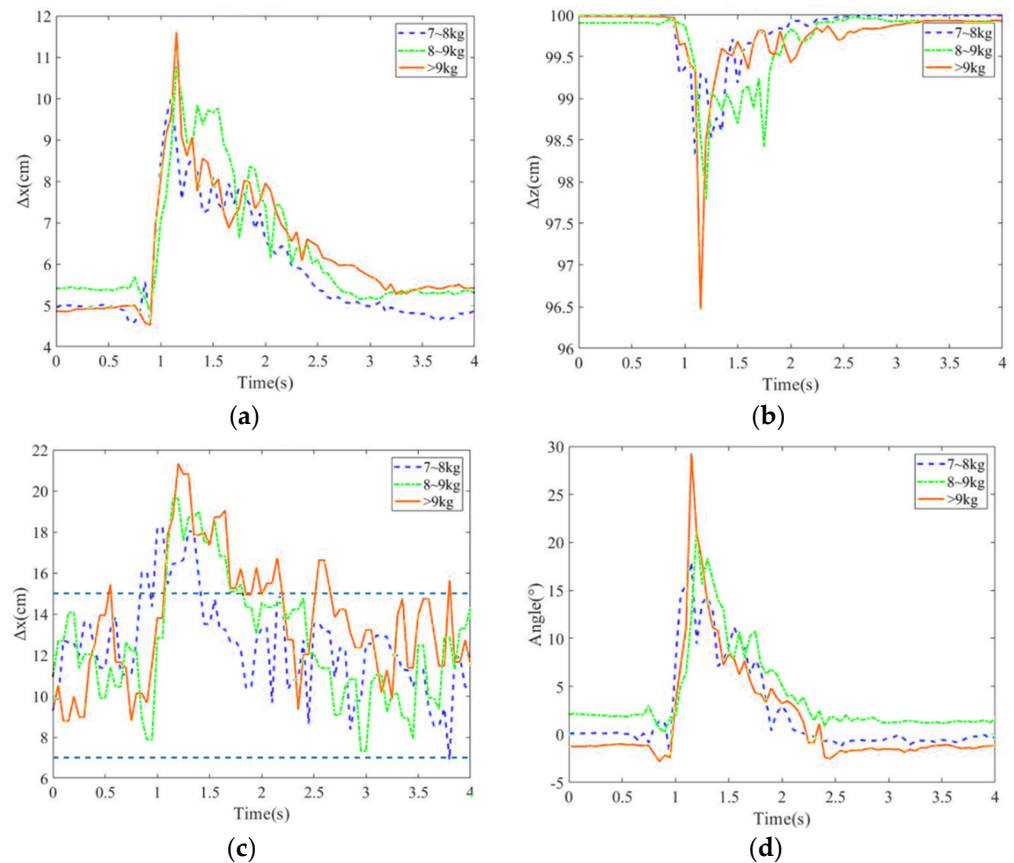 12
11
10
9
8
7
6
5
4
0
0.5
1
1.5
2
2.5
3
3.5
4
Δx(cm)
Time(s)
7~8kg
8~9kg
>9kg
(a)
100
99.5
99
98.5
98
97.5
97
96.5
96
0
0.5
1
1.5
2
2.5
3
3.5
4
Δz(cm)
Time(s)
7~8kg
8~9kg
>9kg
(b)
22
20
18
16
14
12
10
8
6
0
0.5
1
1.5
2
2.5
3
3.5
4
Δx(cm)
Time(s)
7~8kg
8~9kg
>9kg
(c)
30
25
20
15
10
5
0
-5
0
0.5
1
1.5
2
2.5
3
3.5
4
Angle(°)
Time(s)
7~8kg
8~9kg
>9kg
(d)